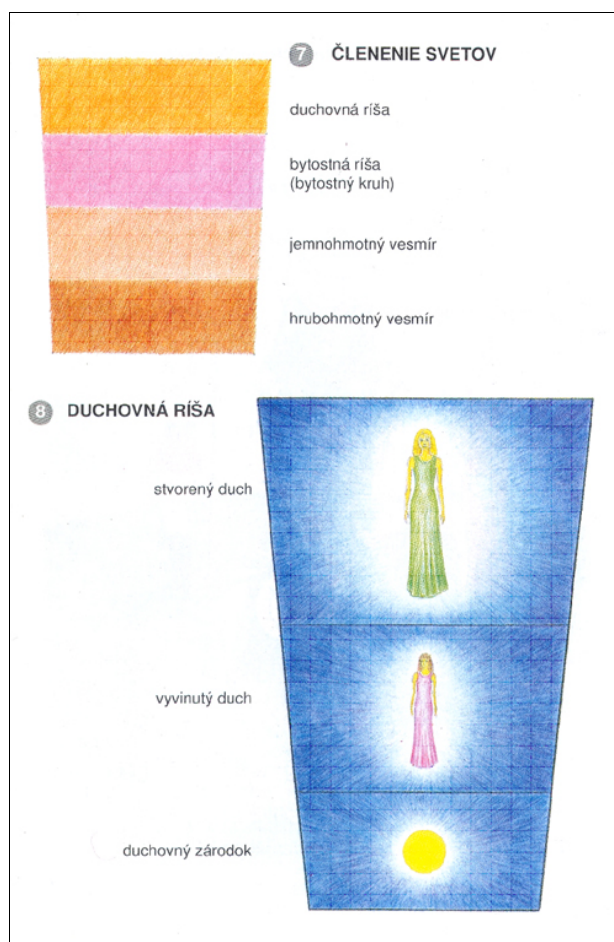 7 ČLENENIE SVETOV
duchovná ríša
bytostná ríša
(bytostný kruh)
jemnohmotný vesmír
hrubohmotný vesmír
8 DUCHOVNÁ RÍŠA
stvorený duch
vyvinutý duch
duchovný zárodok